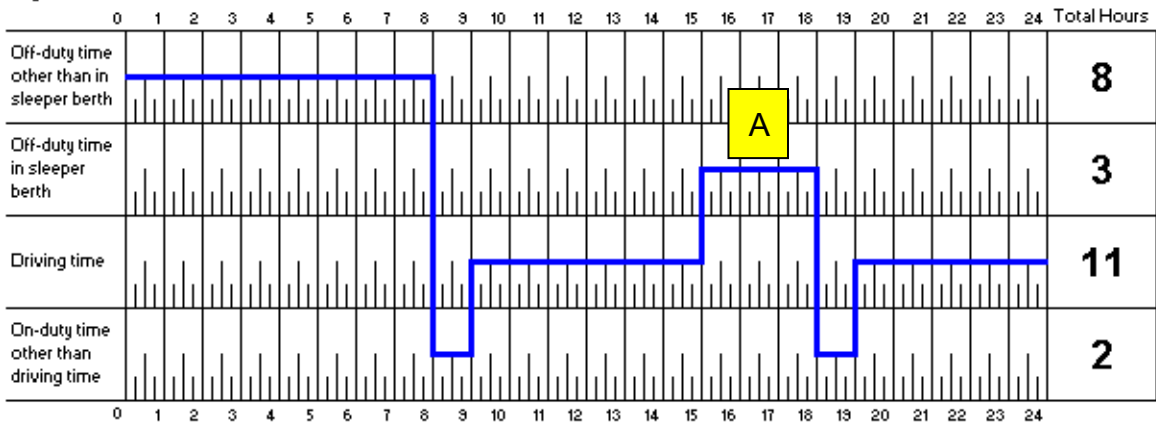 0 1 2 3 4 5 6 7 8 9 10 11 12 13 14 15 16 17 18 19 20 21 22 23 24 Total Hours
Off-duty time
other than in
sleeper berth
8
A
Off-duty time
in sleeper
berth
3
Driving time
11
On-duty time
other than
driving time
2
0 1 2 3 4 5 6 7 8 9 10 11 12 13 14 15 16 17 18 19 20 21 22 23 24